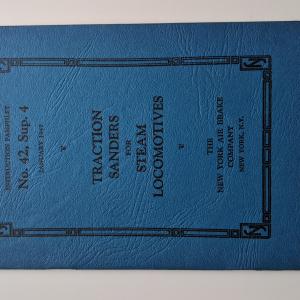 INSTRUCTION PAMPHLET
No. 42, Sup. 4
JANUARY 1947
TRACTION
SANDERS
FOR
STEAM
LOCOMOTIVES
THE
NEW YORK AIR BRAKE
COMPANY
NEW YORK, N.Y.